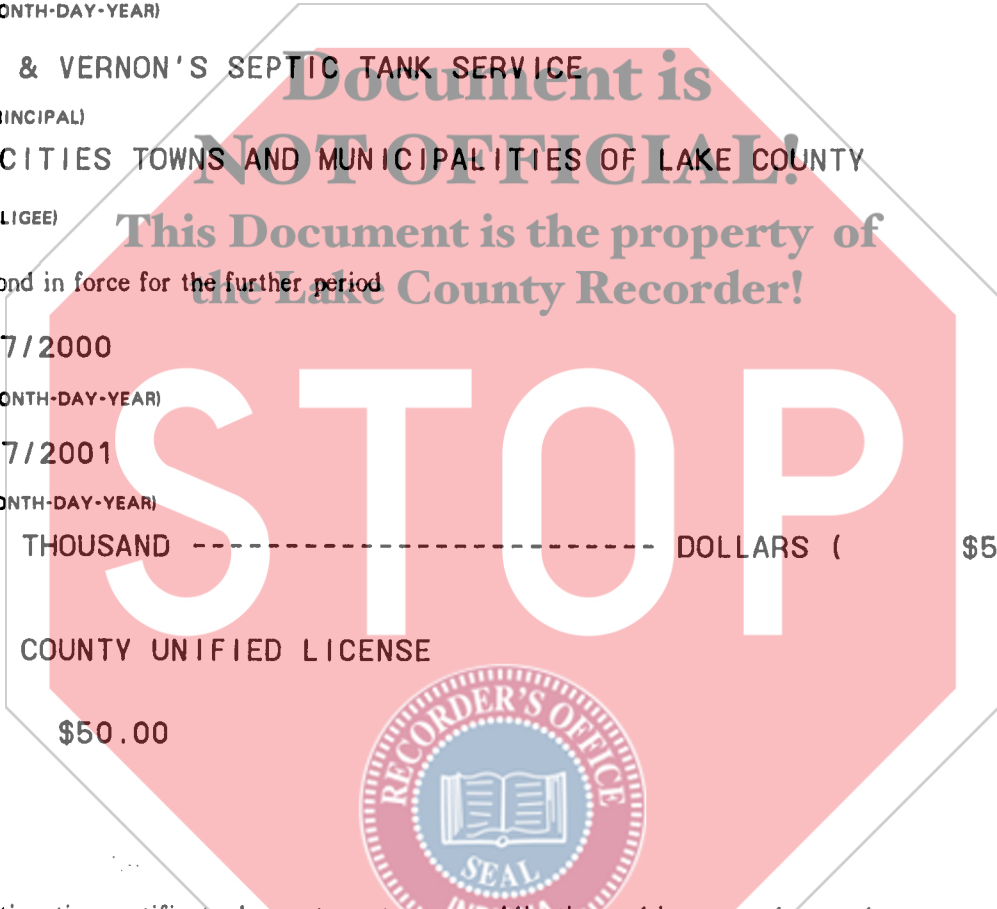 ONTH-DAY-YEAR)
& VERNON'S SEPTIC TANK SERVICE
Document is
INCIPAL)
NOT OFFICIAL!
CITIES TOWNS AND MUNICIPALITIES OF LAKE COUNTY
LIGEE)
This Document is the property of
ond in force for the further period
the Lake County Recorder!
7/2000
ONTH-DAY-YEAR)
7/2001
ONTH-DAY-YEAR)
STOP
THOUSAND ------------------------- DOLLARS ( $5
COUNTY UNIFIED LICENSE
$50.00
RECORDER'S OFFICE
SEAL